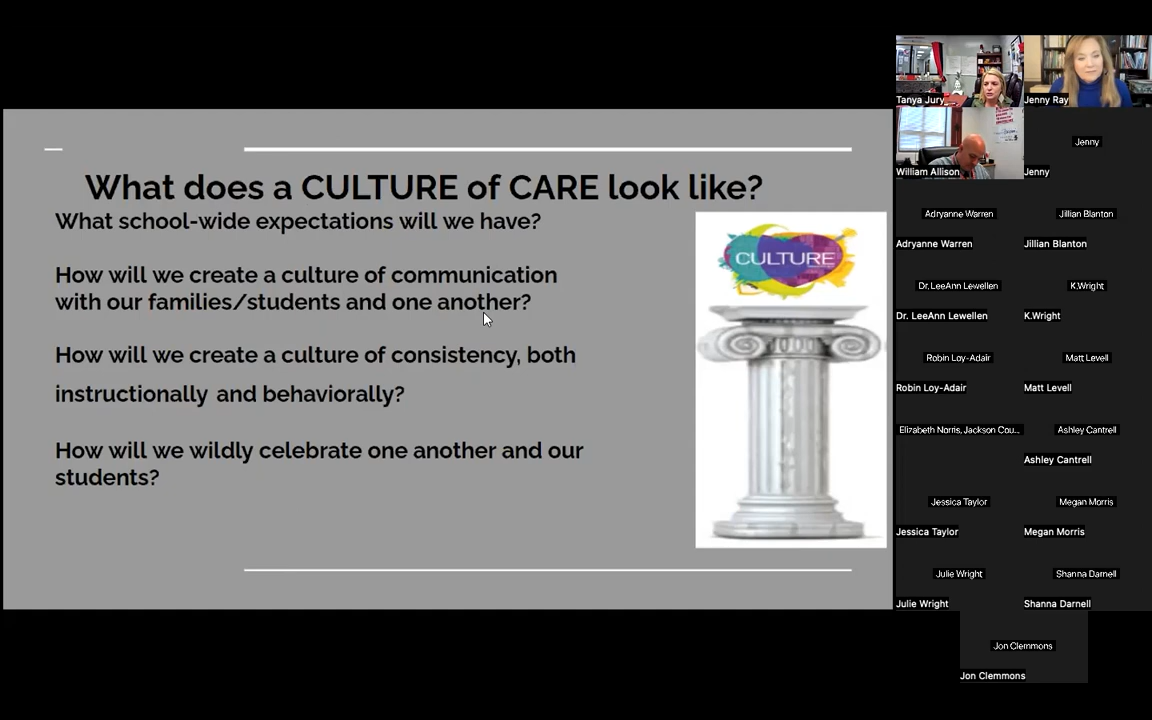 What does a CULTURE of CARE look like?
What school-wide expectations will we have?
How will we create a culture of communication
with our families/students and one another?
How will we create a culture of consistency, both
instructionally and behaviorally?
How will we wildly celebrate one another and our
students?
CULTURE
Tanya Jury
Jenny Ray
William Allison
Jenny
Jenny
Adryanne Warren
Jillian Blanton
Adryanne Warren
Jillian Blanton
Dr. LeeAnn Lewellen
K.Wright
Dr. LeeAnn Lewellen
K.Wright
Robin Loy-Adair
Matt Levell
Robin Loy-Adair
Matt Levell
Elizabeth Norris, Jackson Cou...
Ashley Cantrell
Ashley Cantrell
Jessica Taylor
Megan Morris
Jessica Taylor
Megan Morris
Julie Wright
Shanna Darnell
Julie Wright
Shanna Darnell
Jon Clemmons
Jon Clemmons